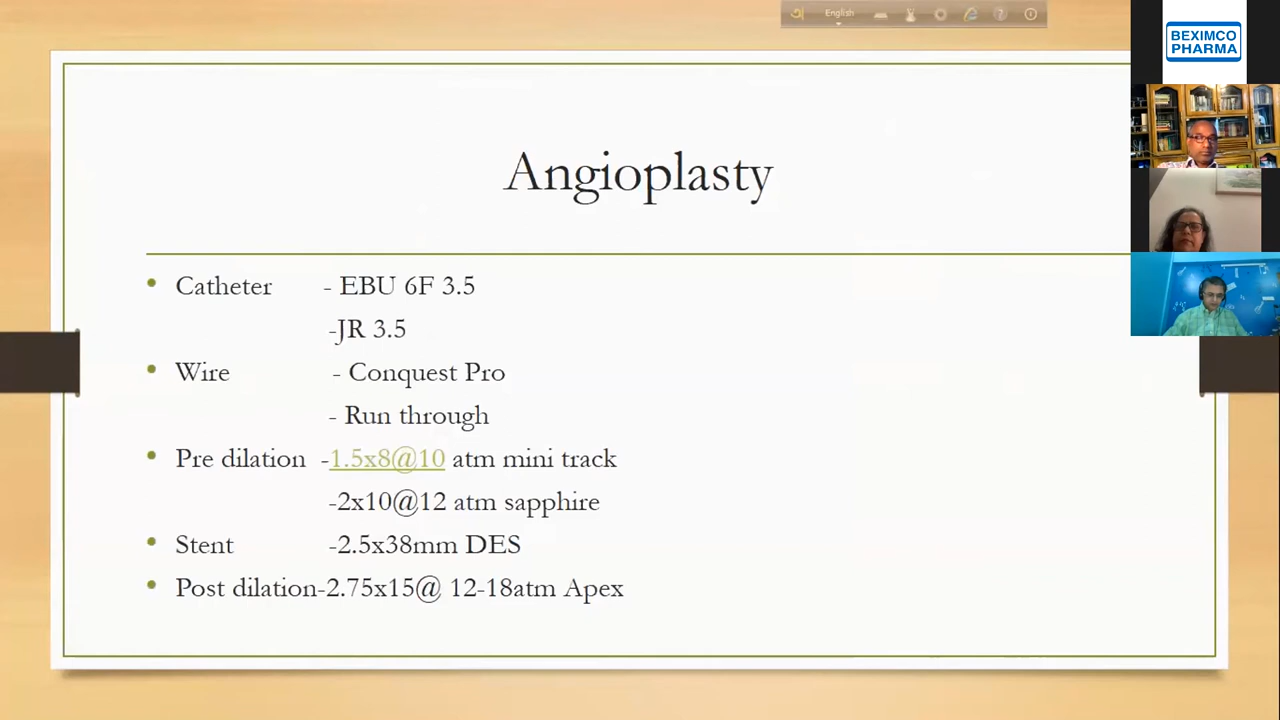 English
BEXIMCO
PHARMA
Angioplasty
• Catheter - EBU 6F 3.5
-JR 3.5
• Wire - Conquest Pro
- Run through
• Pre dilation -1.5x8@10 atm mini track
-2x10@12 atm sapphire
• Stent -2.5x38mm DES
• Post dilation-2.75x15@ 12-18atm Apex